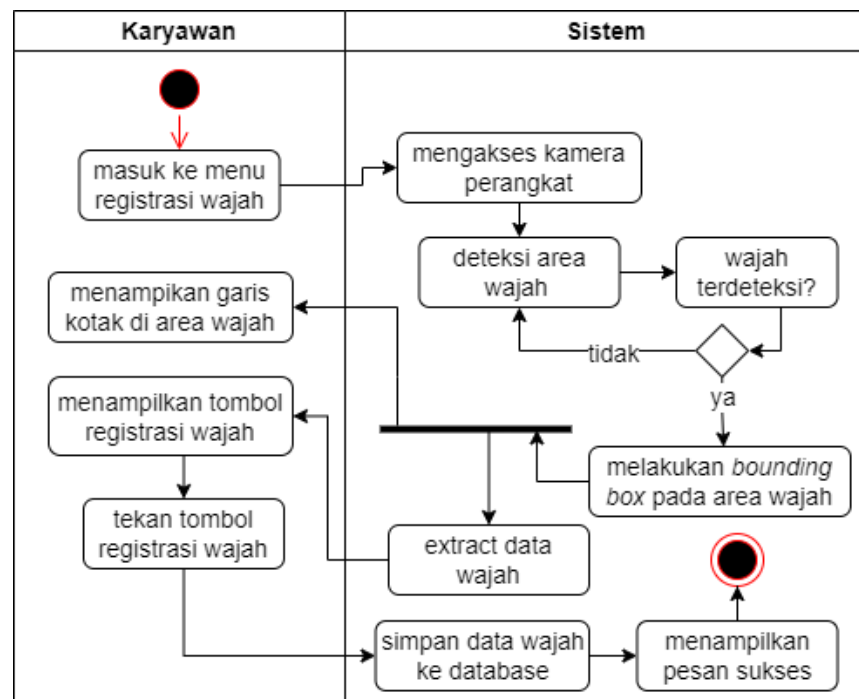 Karyawan
Sistem
masuk ke menu
registrasi wajah
mengakses kamera
perangkat
deteksi area
wajah
wajah
terdeteksi?
menampikan garis
kotak di area wajah
tidak
ya
menampilkan tombol
registrasi wajah
melakukan bounding
box pada area wajah
tekan tombol
registrasi wajah
extract data
wajah
simpan data wajah
ke database
menampilkan
pesan sukses